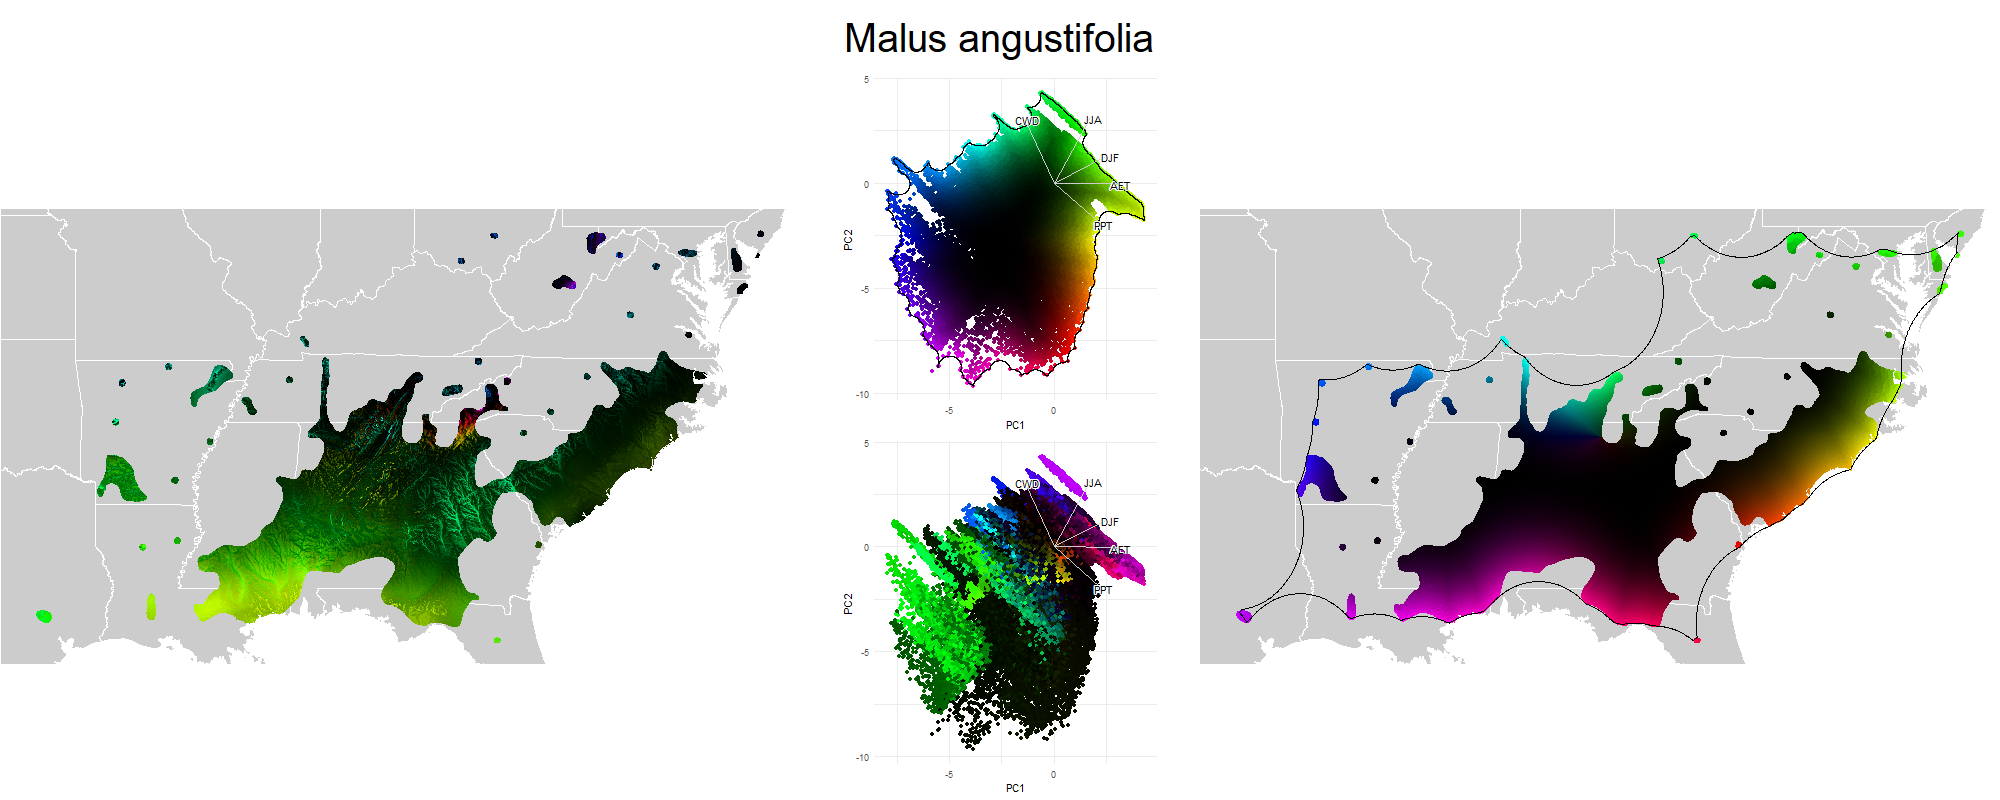 Malus angustifolia
5
CWD
JJA
DJF
0
AET
PPT
PC2
-5
-10
-5
0
PC1
5
CWD
JJA
DJF
0
AET
PPT
PC2
-5
-10
-5
0
PC1